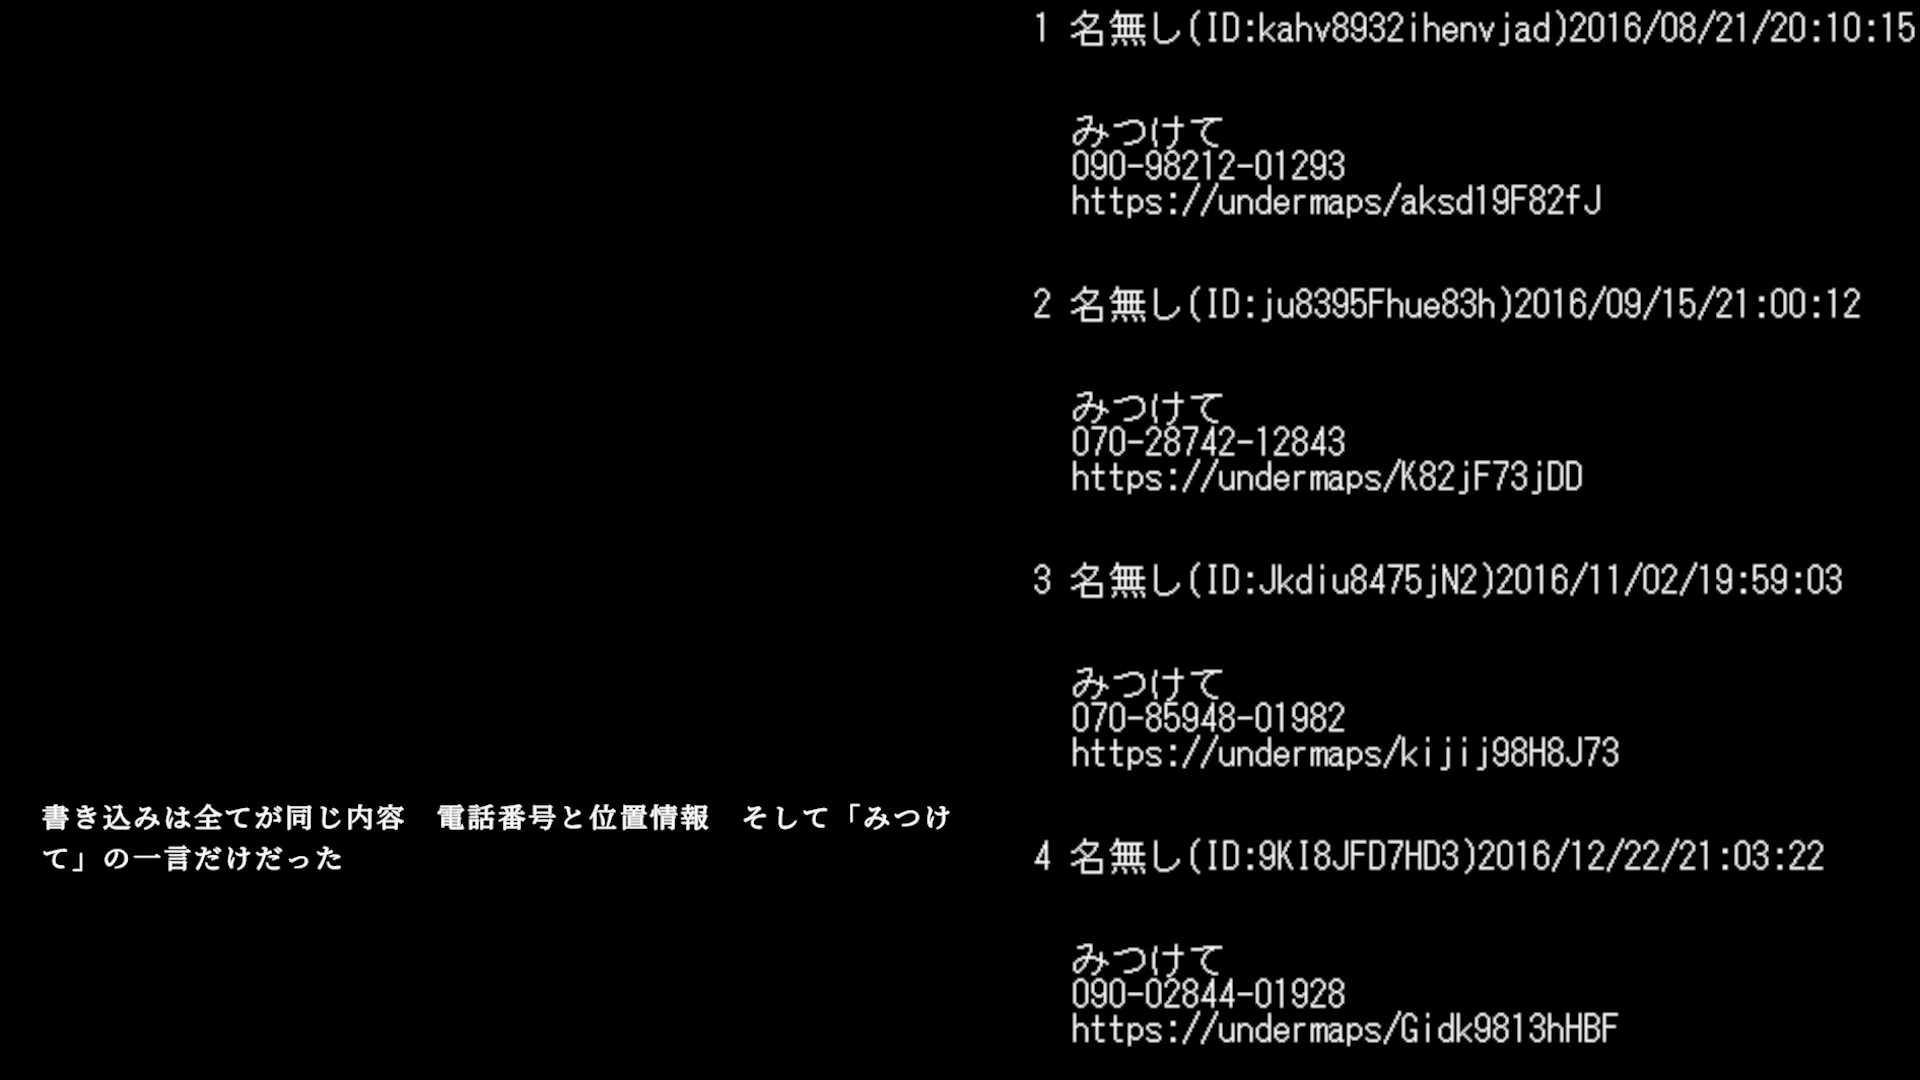 1 名無し(ID:kahv8932ihenvjad)2016/08/21/20:10:15
みつけて
090-98212-01293
https://undermaps/aksd19F82fJ
2 名無し(ID:ju8395Fhue83h)2016/09/15/21:00:12
みつけて
070-28742-12843
https://undermaps/K82jF73jDD
3 名無し(ID:Jkdiu8475jN2)2016/11/02/19:59:03
みつけて
070-85948-01982
https://undermaps/kijij98H8J73
4 名無し(ID:9KI8JFD7HD3)2016/12/22/21:03:22
みつけて
090-02844-01928
https://undermaps/Gidk9813hHBF
書き込みは全てが同じ内容　電話番号と位置情報　そして「みつけ
て」の一言だけだった